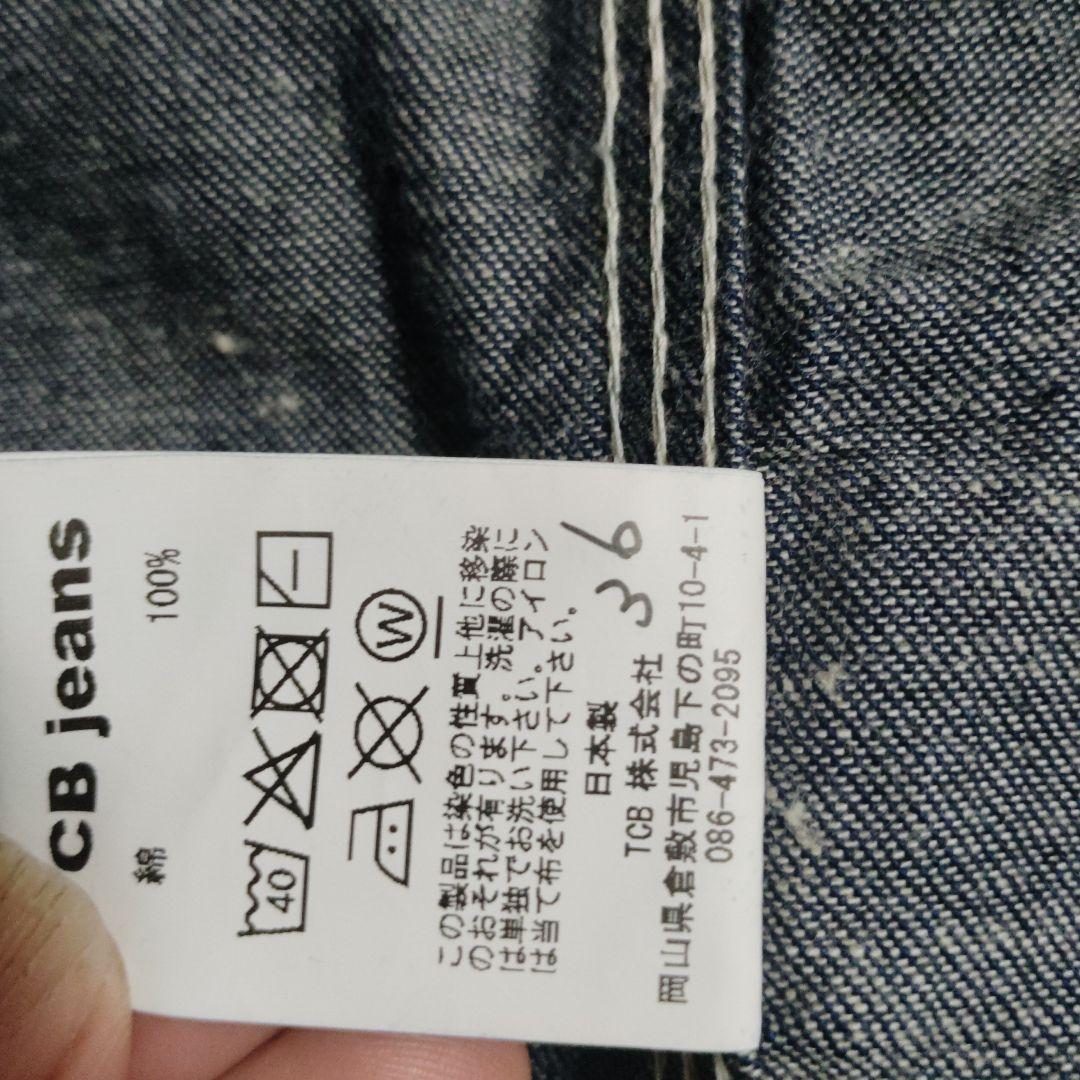 CB jeans
綿 100%
40
W
この製品は染色の性質上他に移染
のおそれが有ります。洗濯の際に
は単独でお洗い下さい。アイロン
は当て布を使用して下さい。
日本製
36
TCB 株式会社
岡山県倉敷市児島下の町10-4-1
086-473-2095